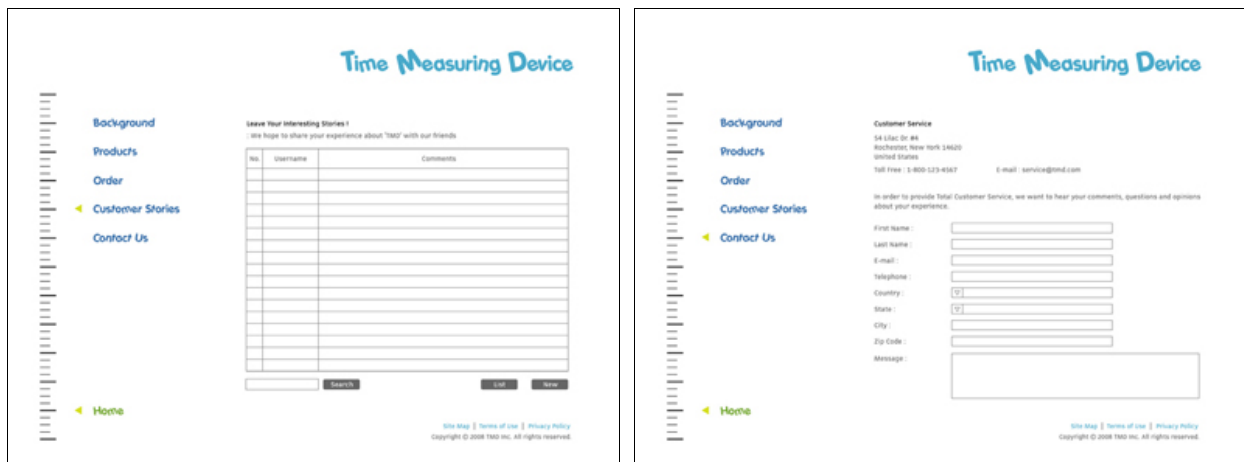 Time Measuring Device
Background
Products
Order
Customer Stories
Contact Us
Home
Leave Your Interesting Stories !
: We hope to share your experience about 'TMD' with our friends
No. Username Comments
Search List New
Site Map | Terms of Use | Privacy Policy
Copyright © 2008 TMD Inc. All rights reserved.
Time Measuring Device
Background
Products
Order
Customer Stories
Contact Us
Home
Customer Service
54 Lilac Dr. #4
Rochester, New York 14620
United States
Toll Free : 1-800-123-4567 E-mail : service@tmd.com
In order to provide Total Customer Service, we want to hear your comments, questions and opinions
about your experience.
First Name :
Last Name :
E-mail :
Telephone :
Country :
State :
City :
Zip Code :
Message :
Site Map | Terms of Use | Privacy Policy
Copyright © 2008 TMD Inc. All rights reserved.